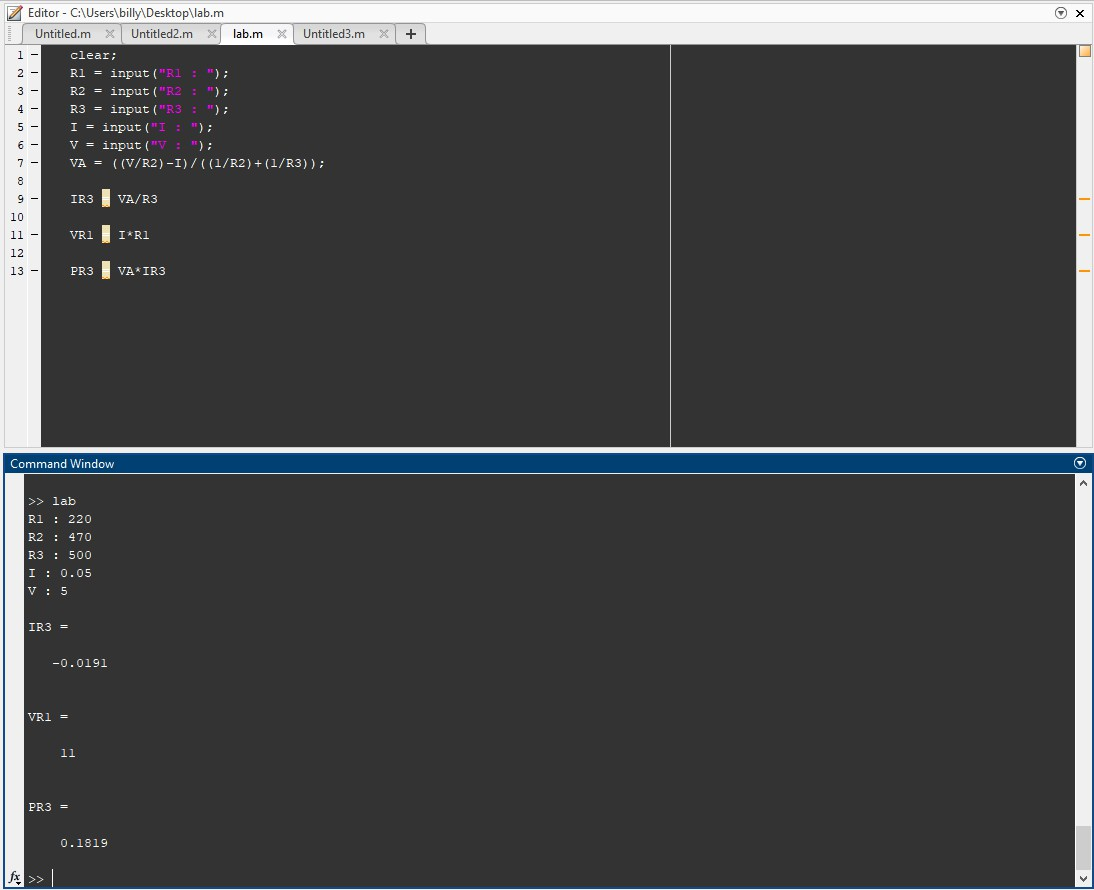 Editor - C:\Users\billy\Desktop\lab.m
Untitled.m Untitled2.m lab.m Untitled3.m +
1 - clear;
2 - R1 = input("R1 : ");
3 - R2 = input("R2 : ");
4 - R3 = input("R3 : ");
5 - I = input("I : ");
6 - V = input("V : ");
7 - VA = ((V/R2)-I)/((1/R2)+(1/R3));
8
9 - IR3 = VA/R3
10
11 - VR1 = I*R1
12
13 - PR3 = VA*IR3
Command Window
>> lab
R1 : 220
R2 : 470
R3 : 500
I : 0.05
V : 5
IR3 =
-0.0191
VR1 =
11
PR3 =
0.1819
fx >>